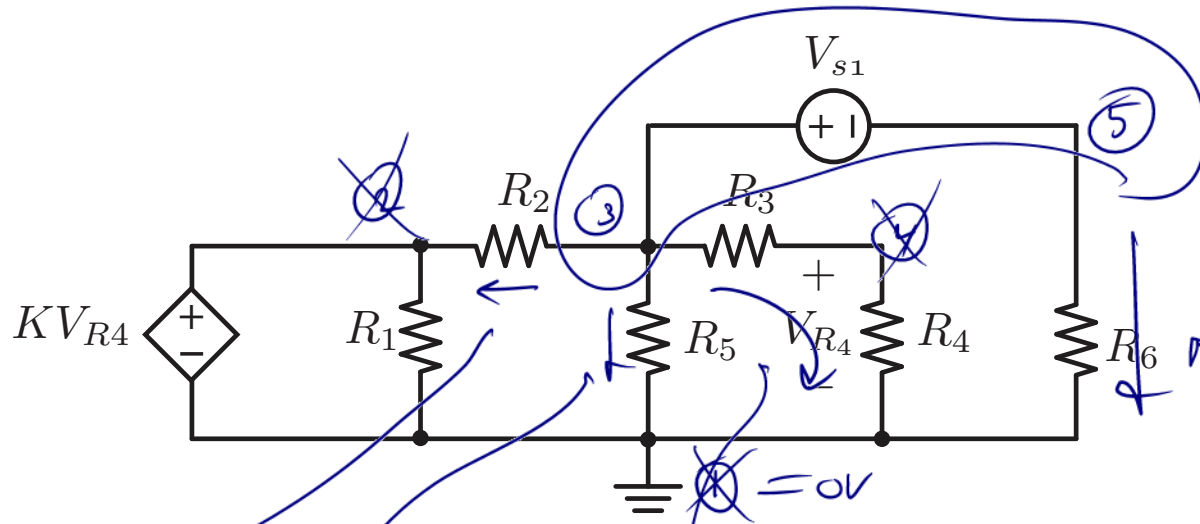 V_{s1}
+ −
5
2
R_2
3
R_3
4
KV_{R4}
+
−
R_1
R_5
+
V_{R_4}
−
R_4
R_6
1 = 0V